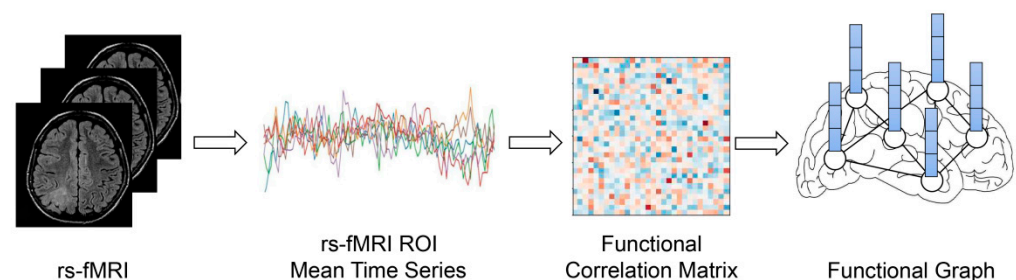 rs-fMRI
rs-fMRI ROI
Mean Time Series
Functional
Correlation Matrix
Functional Graph